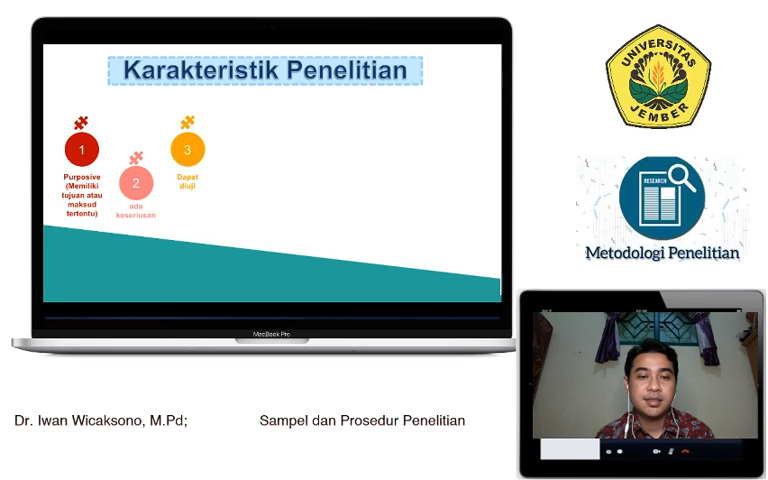 Karakteristik Penelitian
1
Purposive
(Memiliki
tujuan atau
maksud
tertentu)
2
ada
keseriusan
3
Dapat
diuji
MacBook Pro
UNIVERSITAS
JEMBER
RESEARCH
Metodologi Penelitian
Dr. Iwan Wicaksono, M.Pd;
Sampel dan Prosedur Penelitian